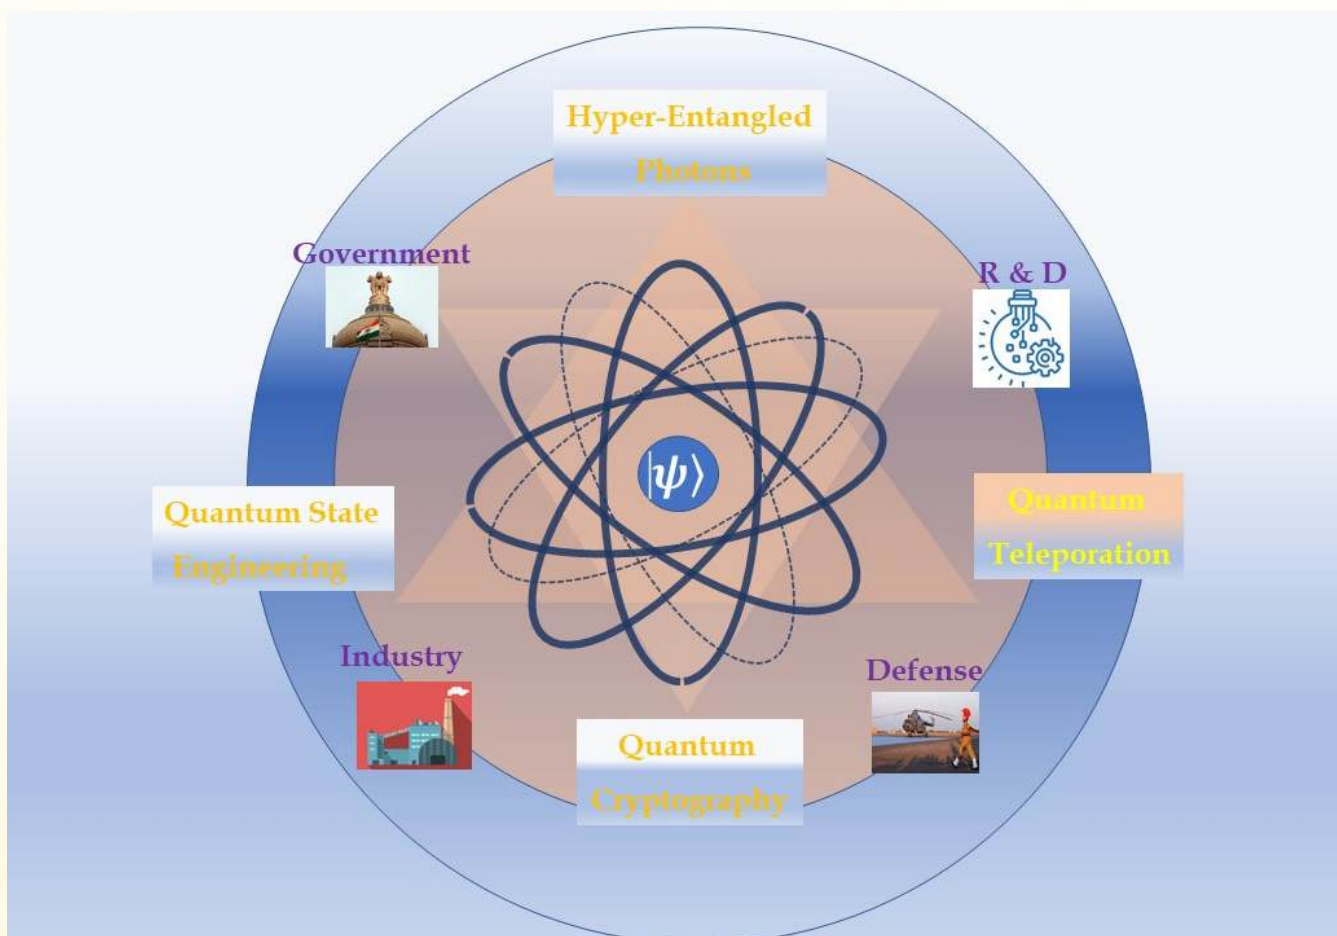 Hyper-Entangled
Photons
Government
R & D
|ψ⟩
Quantum State
Engineering
Quantum
Teleporation
Industry
Defense
Quantum
Cryptography